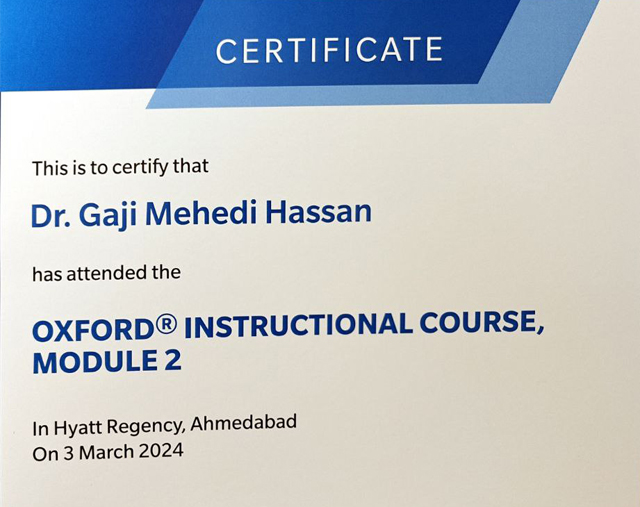 CERTIFICATE
This is to certify that
Dr. Gaji Mehedi Hassan
has attended the
OXFORD® INSTRUCTIONAL COURSE,
MODULE 2
In Hyatt Regency, Ahmedabad
On 3 March 2024